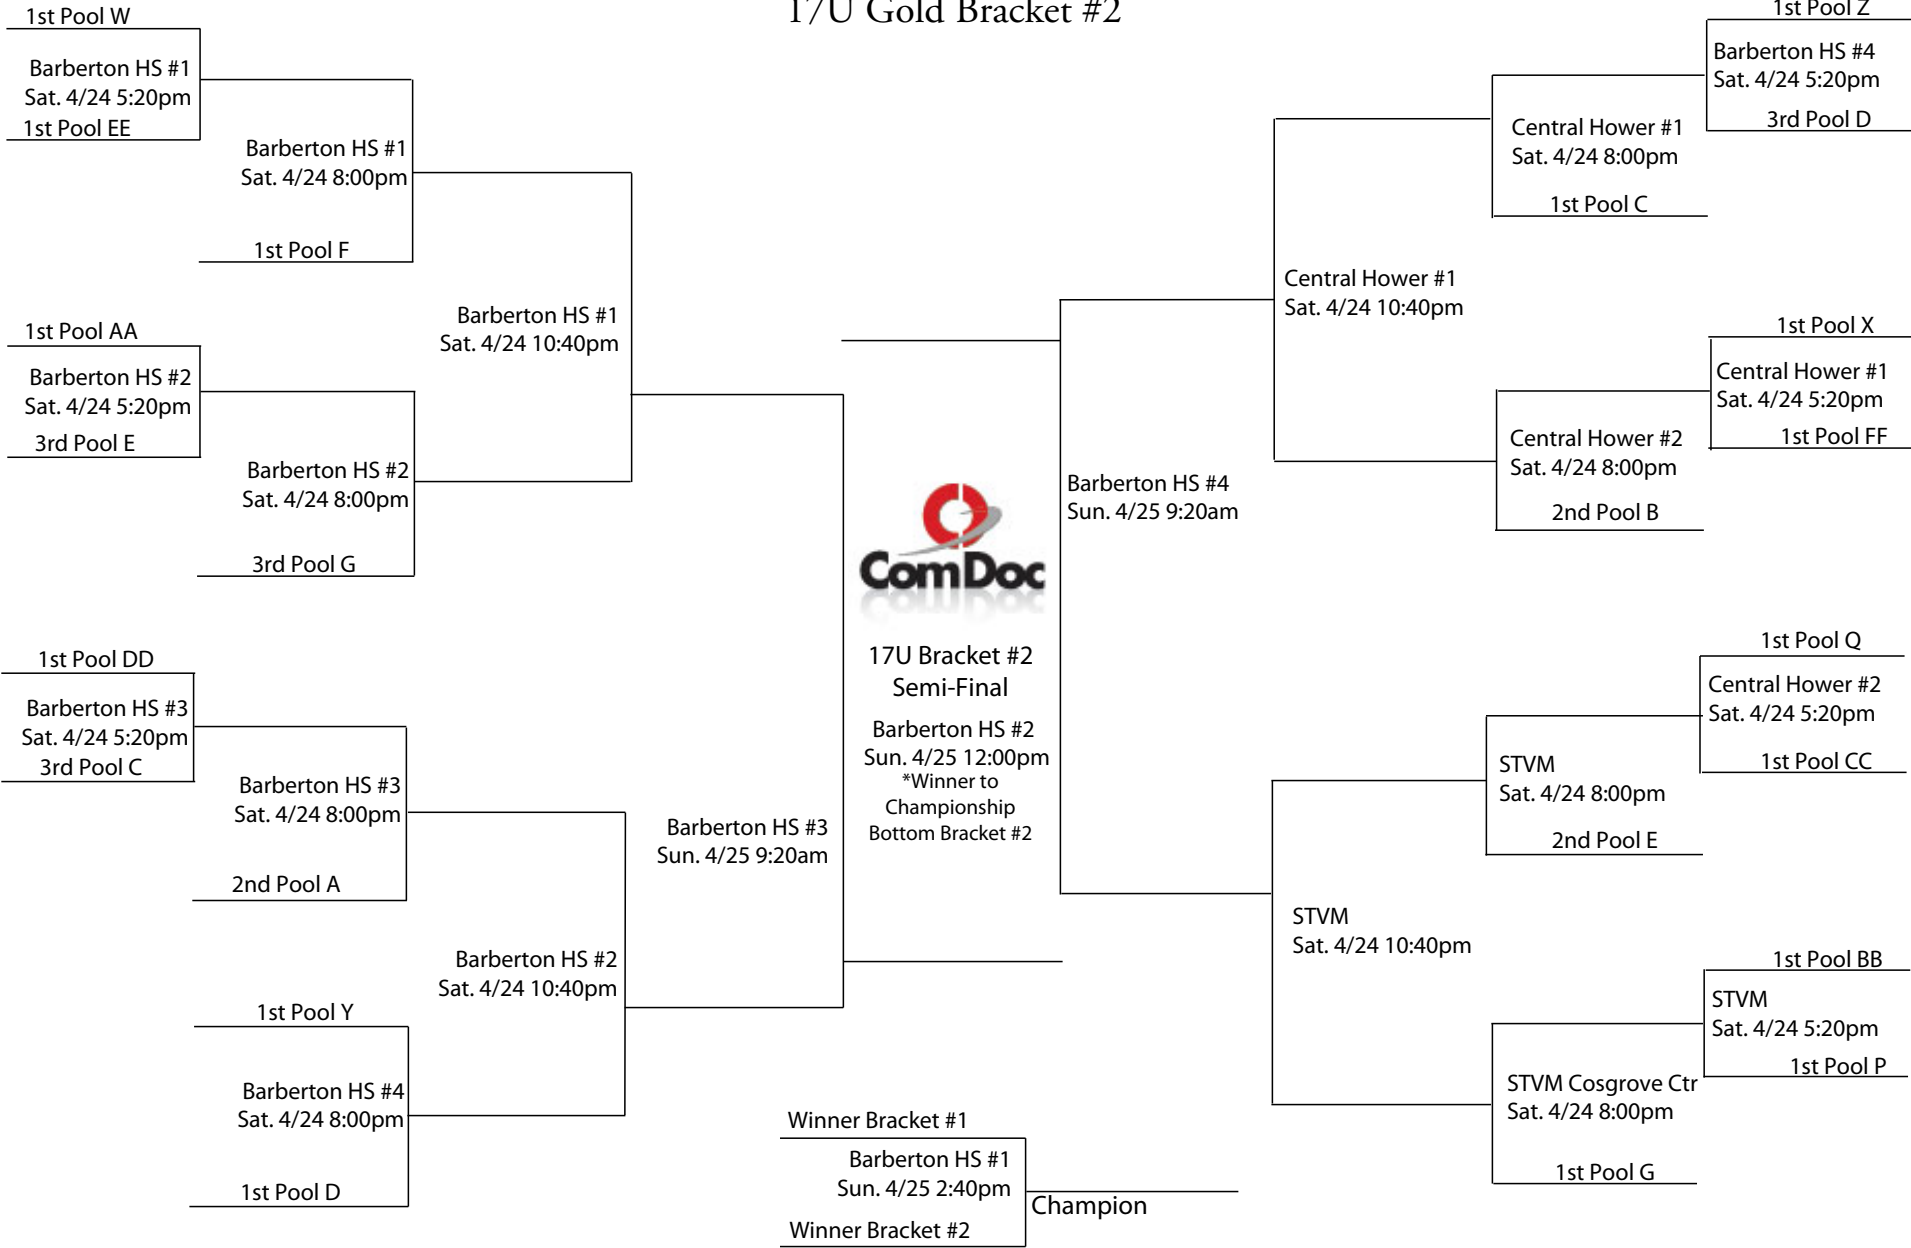 17U Gold Bracket #2
1st Pool W
Barberton HS #1
Sat. 4/24 5:20pm
1st Pool EE
Barberton HS #1
Sat. 4/24 8:00pm
1st Pool F
1st Pool AA
Barberton HS #2
Sat. 4/24 5:20pm
3rd Pool E
Barberton HS #2
Sat. 4/24 8:00pm
3rd Pool G
Barberton HS #1
Sat. 4/24 10:40pm
1st Pool DD
Barberton HS #3
Sat. 4/24 5:20pm
3rd Pool C
Barberton HS #3
Sat. 4/24 8:00pm
2nd Pool A
1st Pool Y
Barberton HS #4
Sat. 4/24 8:00pm
1st Pool D
Barberton HS #2
Sat. 4/24 10:40pm
Barberton HS #3
Sun. 4/25 9:20am
ComDoc
17U Bracket #2
Semi-Final
Barberton HS #2
Sun. 4/25 12:00pm
*Winner to
Championship
Bottom Bracket #2
Winner Bracket #1
Barberton HS #1
Sun. 4/25 2:40pm
Winner Bracket #2
Champion
Barberton HS #4
Sun. 4/25 9:20am
Central Hower #1
Sat. 4/24 10:40pm
1st Pool Z
Barberton HS #4
Sat. 4/24 5:20pm
3rd Pool D
Central Hower #1
Sat. 4/24 8:00pm
1st Pool C
1st Pool X
Central Hower #1
Sat. 4/24 5:20pm
1st Pool FF
Central Hower #2
Sat. 4/24 8:00pm
2nd Pool B
1st Pool Q
Central Hower #2
Sat. 4/24 5:20pm
1st Pool CC
STVM
Sat. 4/24 8:00pm
2nd Pool E
STVM
Sat. 4/24 10:40pm
1st Pool BB
STVM
Sat. 4/24 5:20pm
1st Pool P
STVM Cosgrove Ctr
Sat. 4/24 8:00pm
1st Pool G